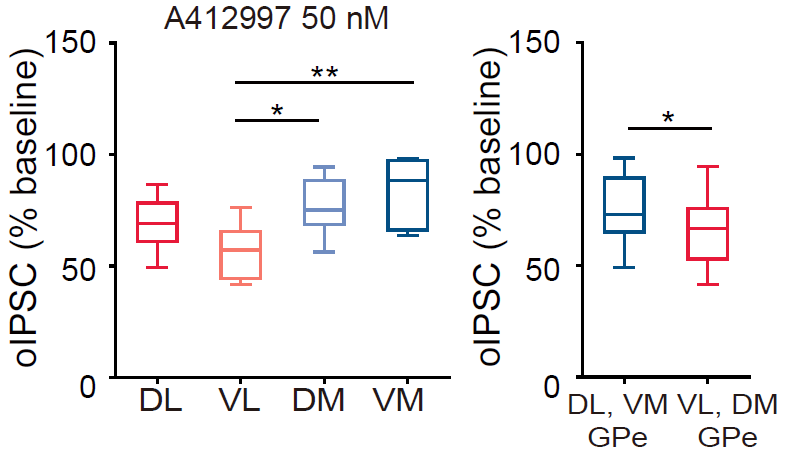 A412997 50 nM
oIPSC (% baseline)
150
100
50
0
**
*
DL VL DM VM
oIPSC (% baseline)
150
100
50
0
*
DL, VM VL, DM
GPe GPe